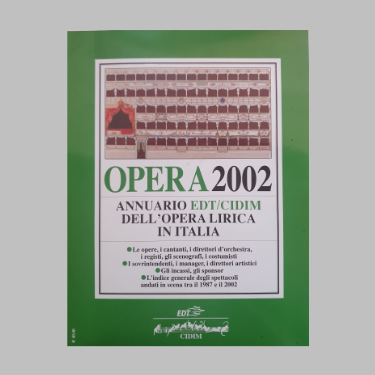 OPERA 2002
ANNUARIO EDT/CIDIM
DELL'OPERA LIRICA
IN ITALIA
● Le opere, i cantanti, i direttori d'orchestra,
i registi, gli scenografi, i costumisti
● I sovrintendenti, i manager, i direttori artistici
● Gli incassi, gli sponsor
● L'indice generale degli spettacoli
andati in scena tra il 1987 e il 2002
EDT
CIDIM